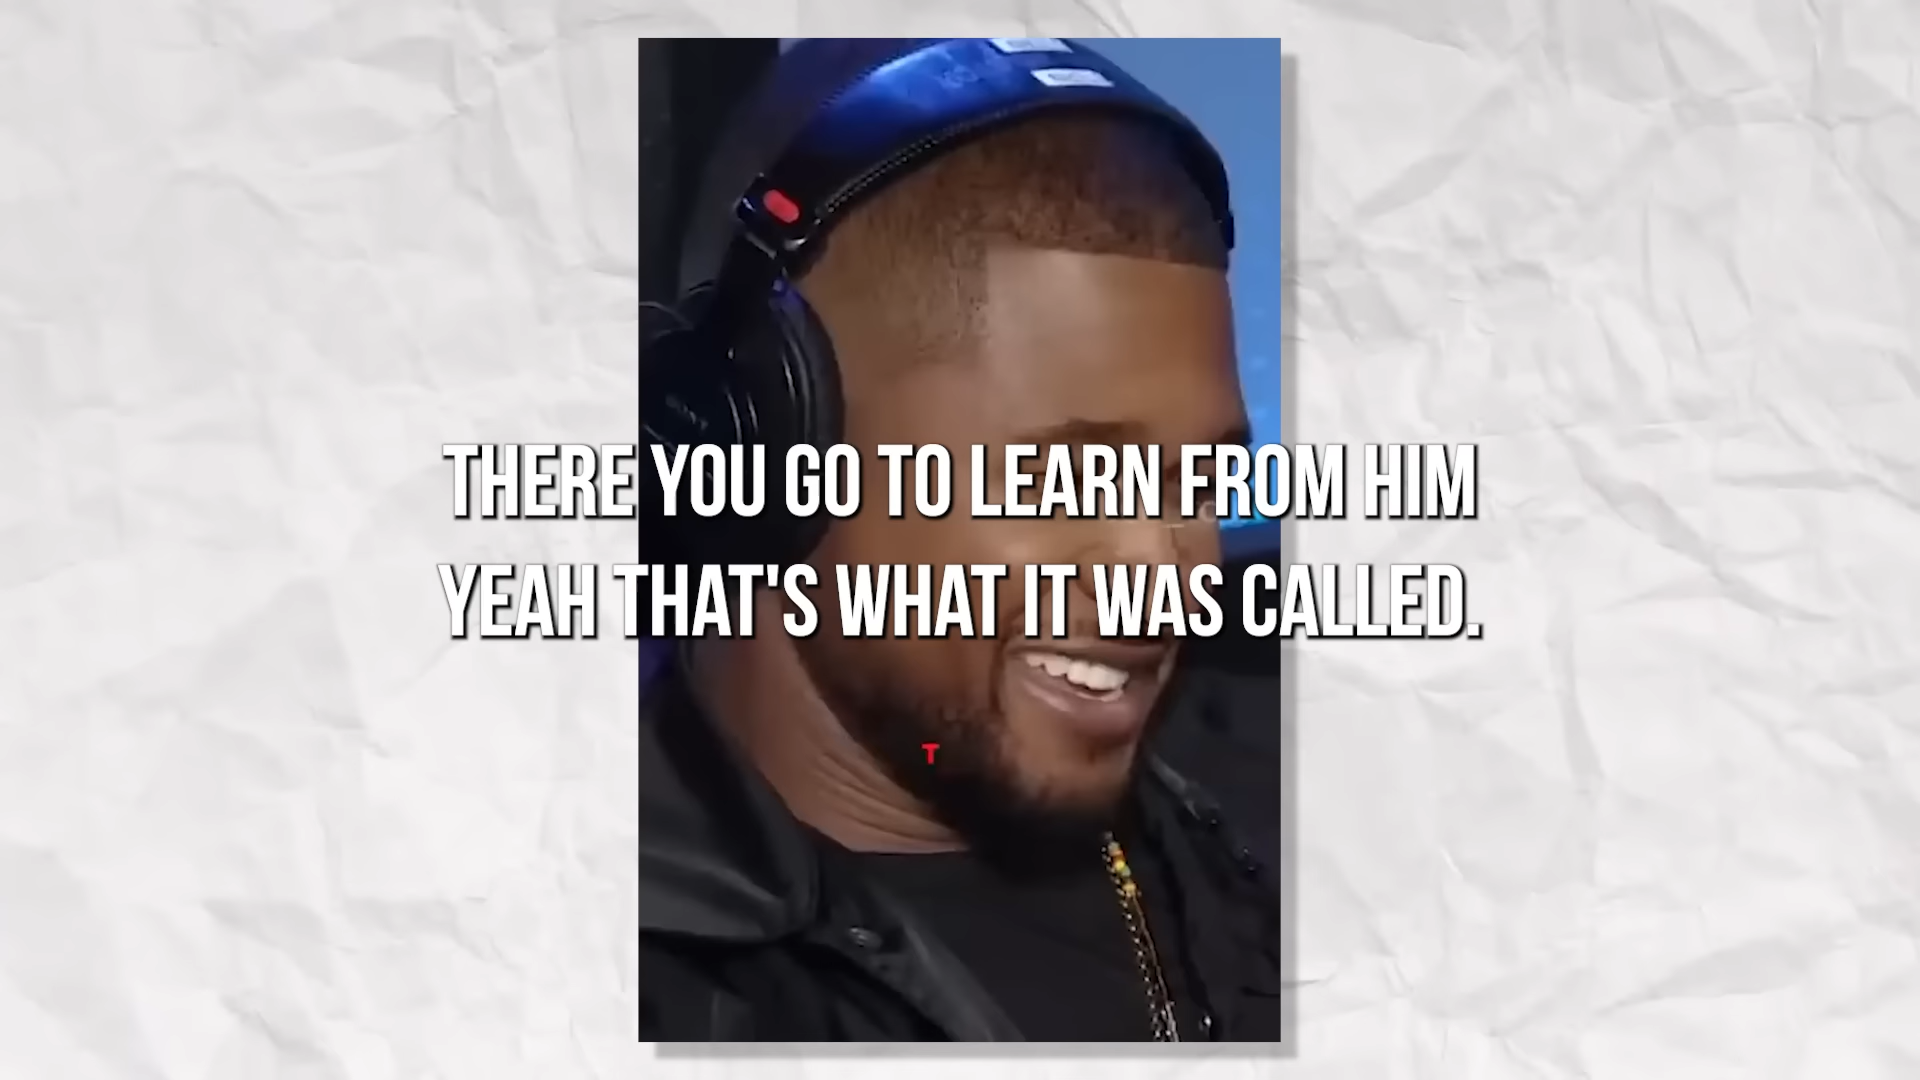 THERE YOU GO TO LEARN FROM HIM
YEAH THAT'S WHAT IT WAS CALLED.
T